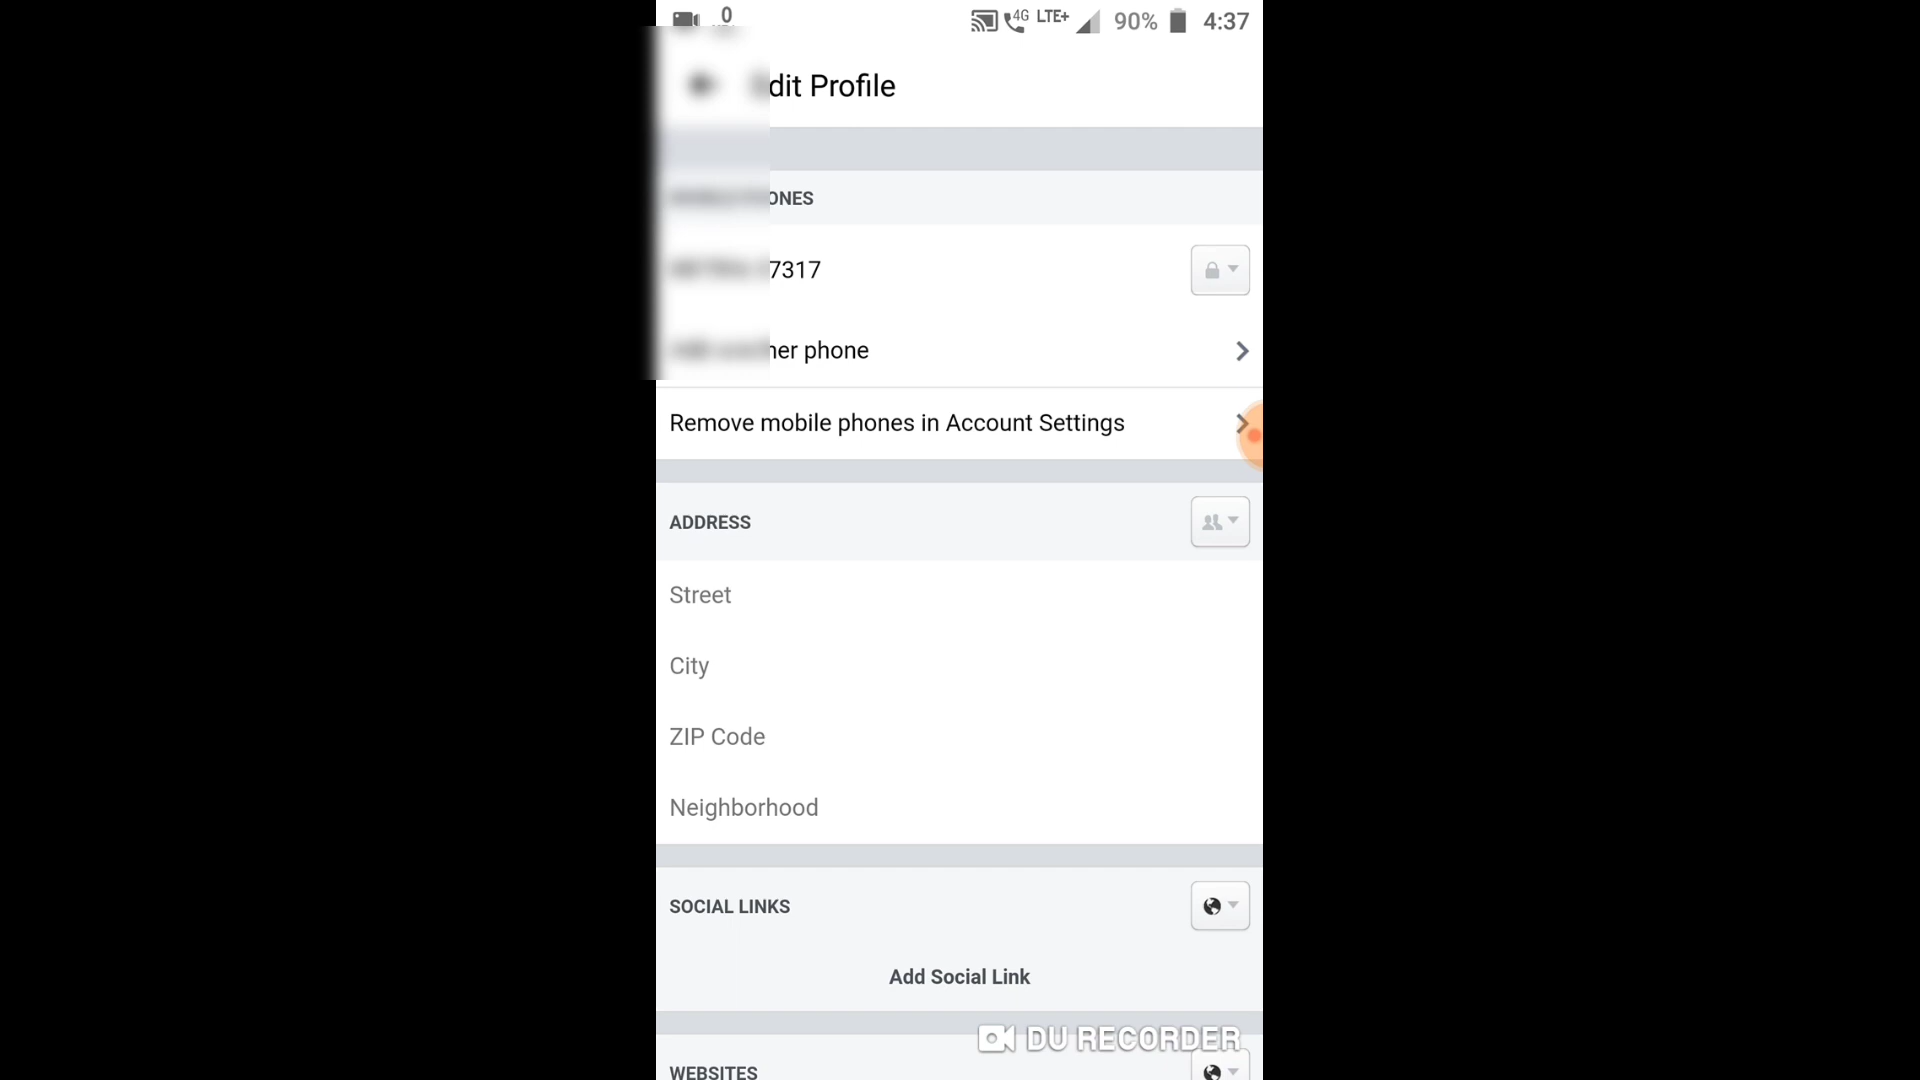 0
4G LTE+ 90% 4:37
dit Profile
ONES
7317
her phone
Remove mobile phones in Account Settings
ADDRESS
Street
City
ZIP Code
Neighborhood
SOCIAL LINKS
Add Social Link
DU RECORDER
WEBSITES